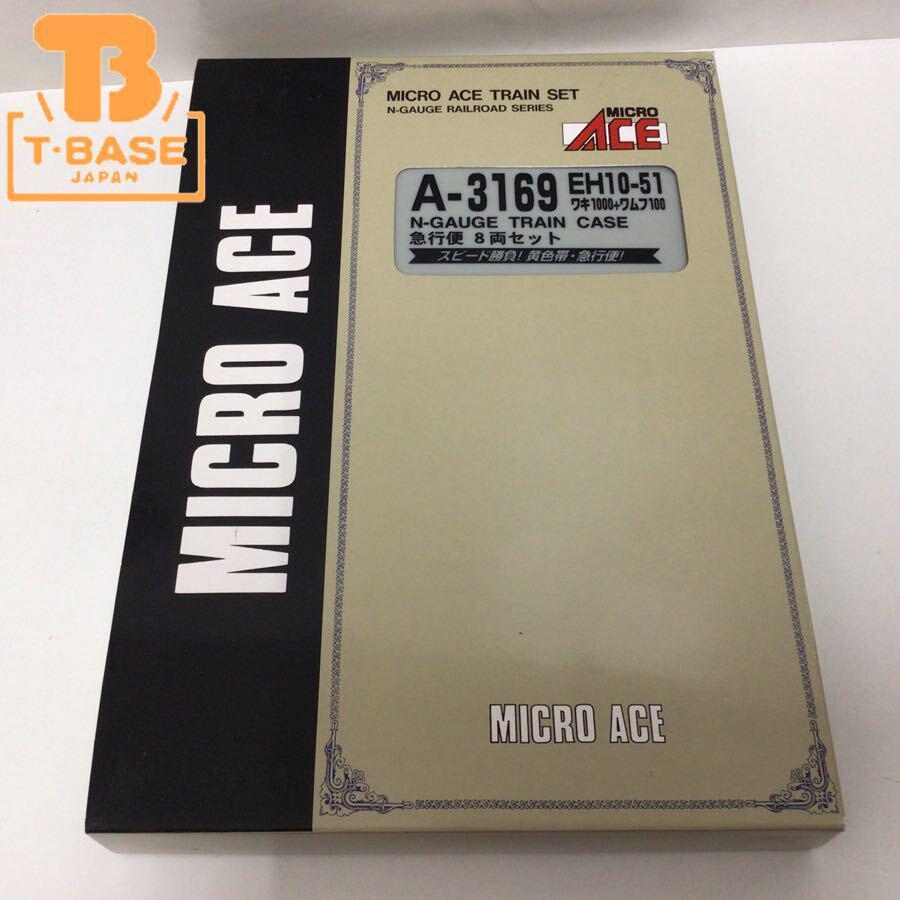 T·BASE
JAPAN
MICRO ACE
MICRO ACE TRAIN SET
N-GAUGE RAILROAD SERIES
MICRO
ACE
A-3169 EH10-51
ワキ1000+ワムフ100
N-GAUGE TRAIN CASE
急行便 8両セット
スピード勝負!黄色帯・急行便!
MICRO ACE